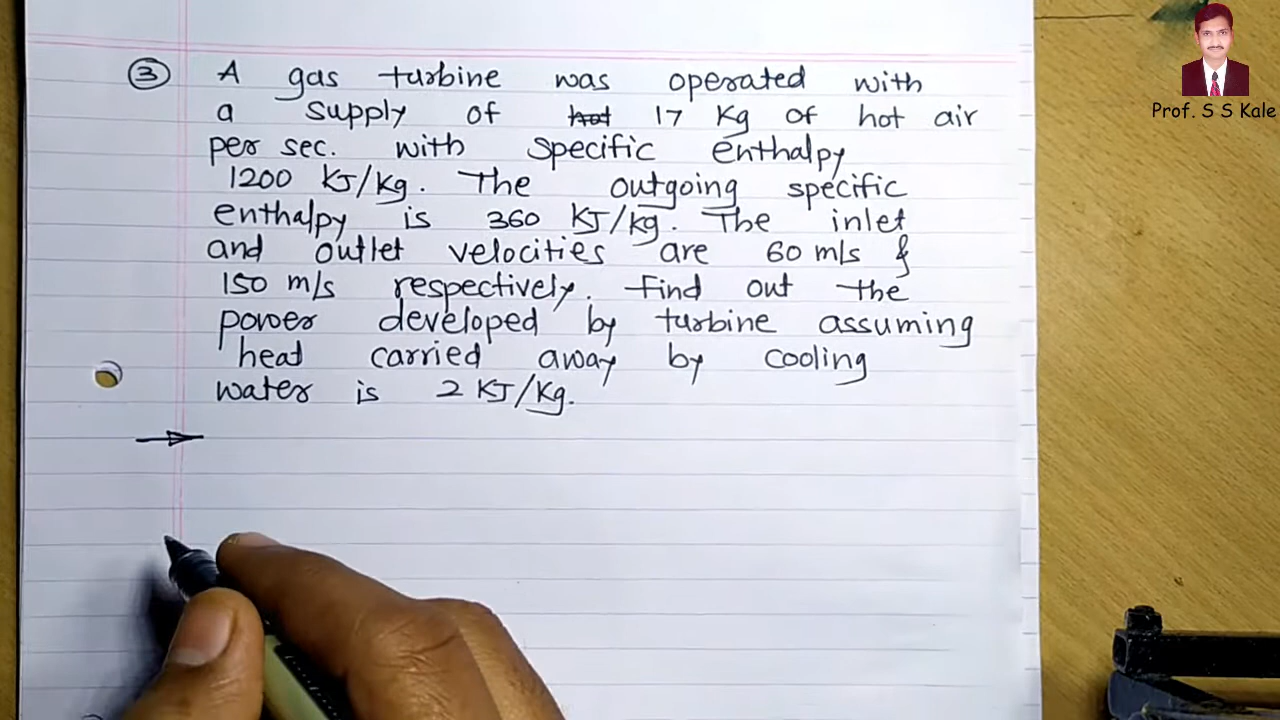 ③ A gas turbine was operated with
a supply of hot 17 Kg of hot air
per sec. with specific enthalpy
1200 KJ/Kg. The outgoing specific
enthalpy is 360 KJ/Kg. The inlet
and outlet velocities are 60 m/s &
150 m/s respectively. Find out the
power developed by turbine assuming
heat carried away by cooling
water is 2 KJ/Kg.
Prof. S S Kale